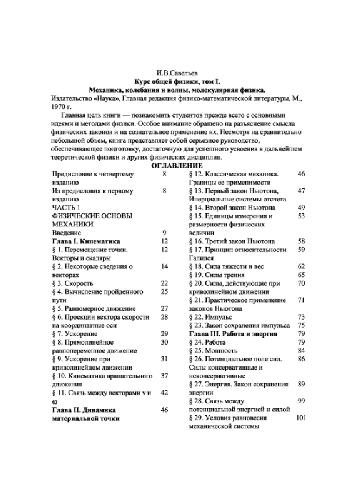 И.В.Савельев
Курс общей физики, том I.
Механика, колебания и волны, молекулярная физика.
Издательство «Наука», Главная редакция физико-математической литературы, М.,
1970 г.
Главная цель книги — познакомить студентов прежде всего с основными
идеями и методами физики. Особое внимание обращено на разъяснение смысла
физических законов и на сознательное применение их. Несмотря на сравнительно
небольшой объем, книга представляет собой серьезное руководство,
обеспечивающее подготовку, достаточную для успешного усвоения в дальнейшем
теоретической физики и других физических дисциплин.
ОГЛАВЛЕНИЕ
Предисловие к четвертому 8
изданию
Из предисловия к первому 8
изданию
ЧАСТЬ 1
ФИЗИЧЕСКИЕ ОСНОВЫ
МЕХАНИКИ.
Введение 9
Глава I. Кинематика 12
§ 1. Перемещение точки. 12
Векторы и скаляры
§ 2. Некоторые сведения о 14
векторах
§ 3. Скорость 22
§ 4. Вычисление пройденного 25
пути
§ 5. Равномерное движение 27
§ 6. Проекции вектора скорости 28
на координатные оси
§ 7. Ускорение 29
§ 8. Прямолинейное 30
равнопеременное движение
§ 9. Ускорение при 31
криволинейном движении
§ 10. Кинематика вращательного 37
движения
§ 11. Связь между векторами v и 42
ω
Глава II. Динамика 46
материальной точки
§ 12. Классическая механика. 46
Границы ее применимости
§ 13. Первый закон Ньютона, 47
Инерциальные системы отсчета
§ 14. Второй закон Ньютона 49
§ 15. Единицы измерения и 53
размерности физических
величин
§ 16. Третий закон Ньютона 58
§ 17. Принцип относительности 59
Галилея
§ 18. Сила тяжести и вес 62
§ 19. Силы трения 65
§ 20. Силы, действующие при 70
криволинейном движении
§ 21. Практическое применение 71
законов Ньютона
§ 22. Импульс 73
§ 23. Закон сохранения импульса 75
Глава III. Работа и энергия 79
§ 24. Работа 79
§ 25. Мощность 84
§ 26. Потенциальное поле сил. 86
Силы консервативные и
неконсервативные
§ 27. Энергия. Закон сохранения 89
энергии
§ 28. Связь между 99
потенциальной энергией и силой
§ 29. Условия равновесия 101
механической системы